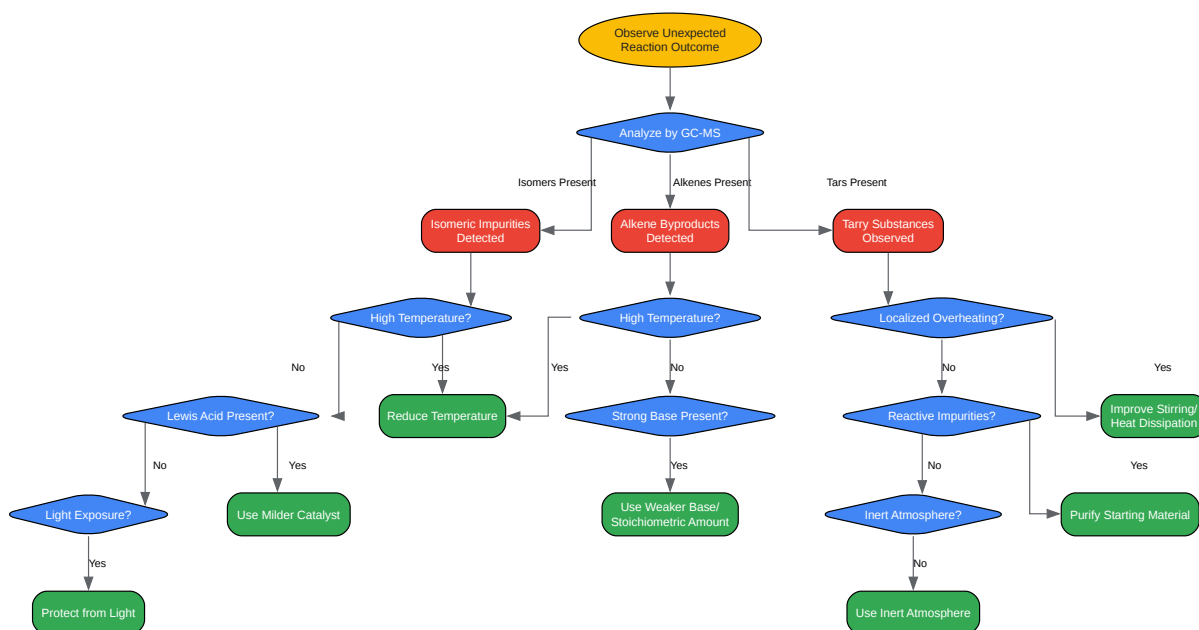 Observe Unexpected
Reaction Outcome
Analyze by GC-MS
Isomers Present
Alkenes Present
Tars Present
Isomeric Impurities
Detected
Alkene Byproducts
Detected
Tarry Substances
Observed
High Temperature?
High Temperature?
Localized Overheating?
No
Yes
Yes
No
No
Yes
Lewis Acid Present?
Reduce Temperature
Strong Base Present?
Reactive Impurities?
Improve Stirring/
Heat Dissipation
No
Yes
Yes
No
Yes
Light Exposure?
Use Milder Catalyst
Use Weaker Base/
Stoichiometric Amount
Inert Atmosphere?
Purify Starting Material
Yes
No
Protect from Light
Use Inert Atmosphere